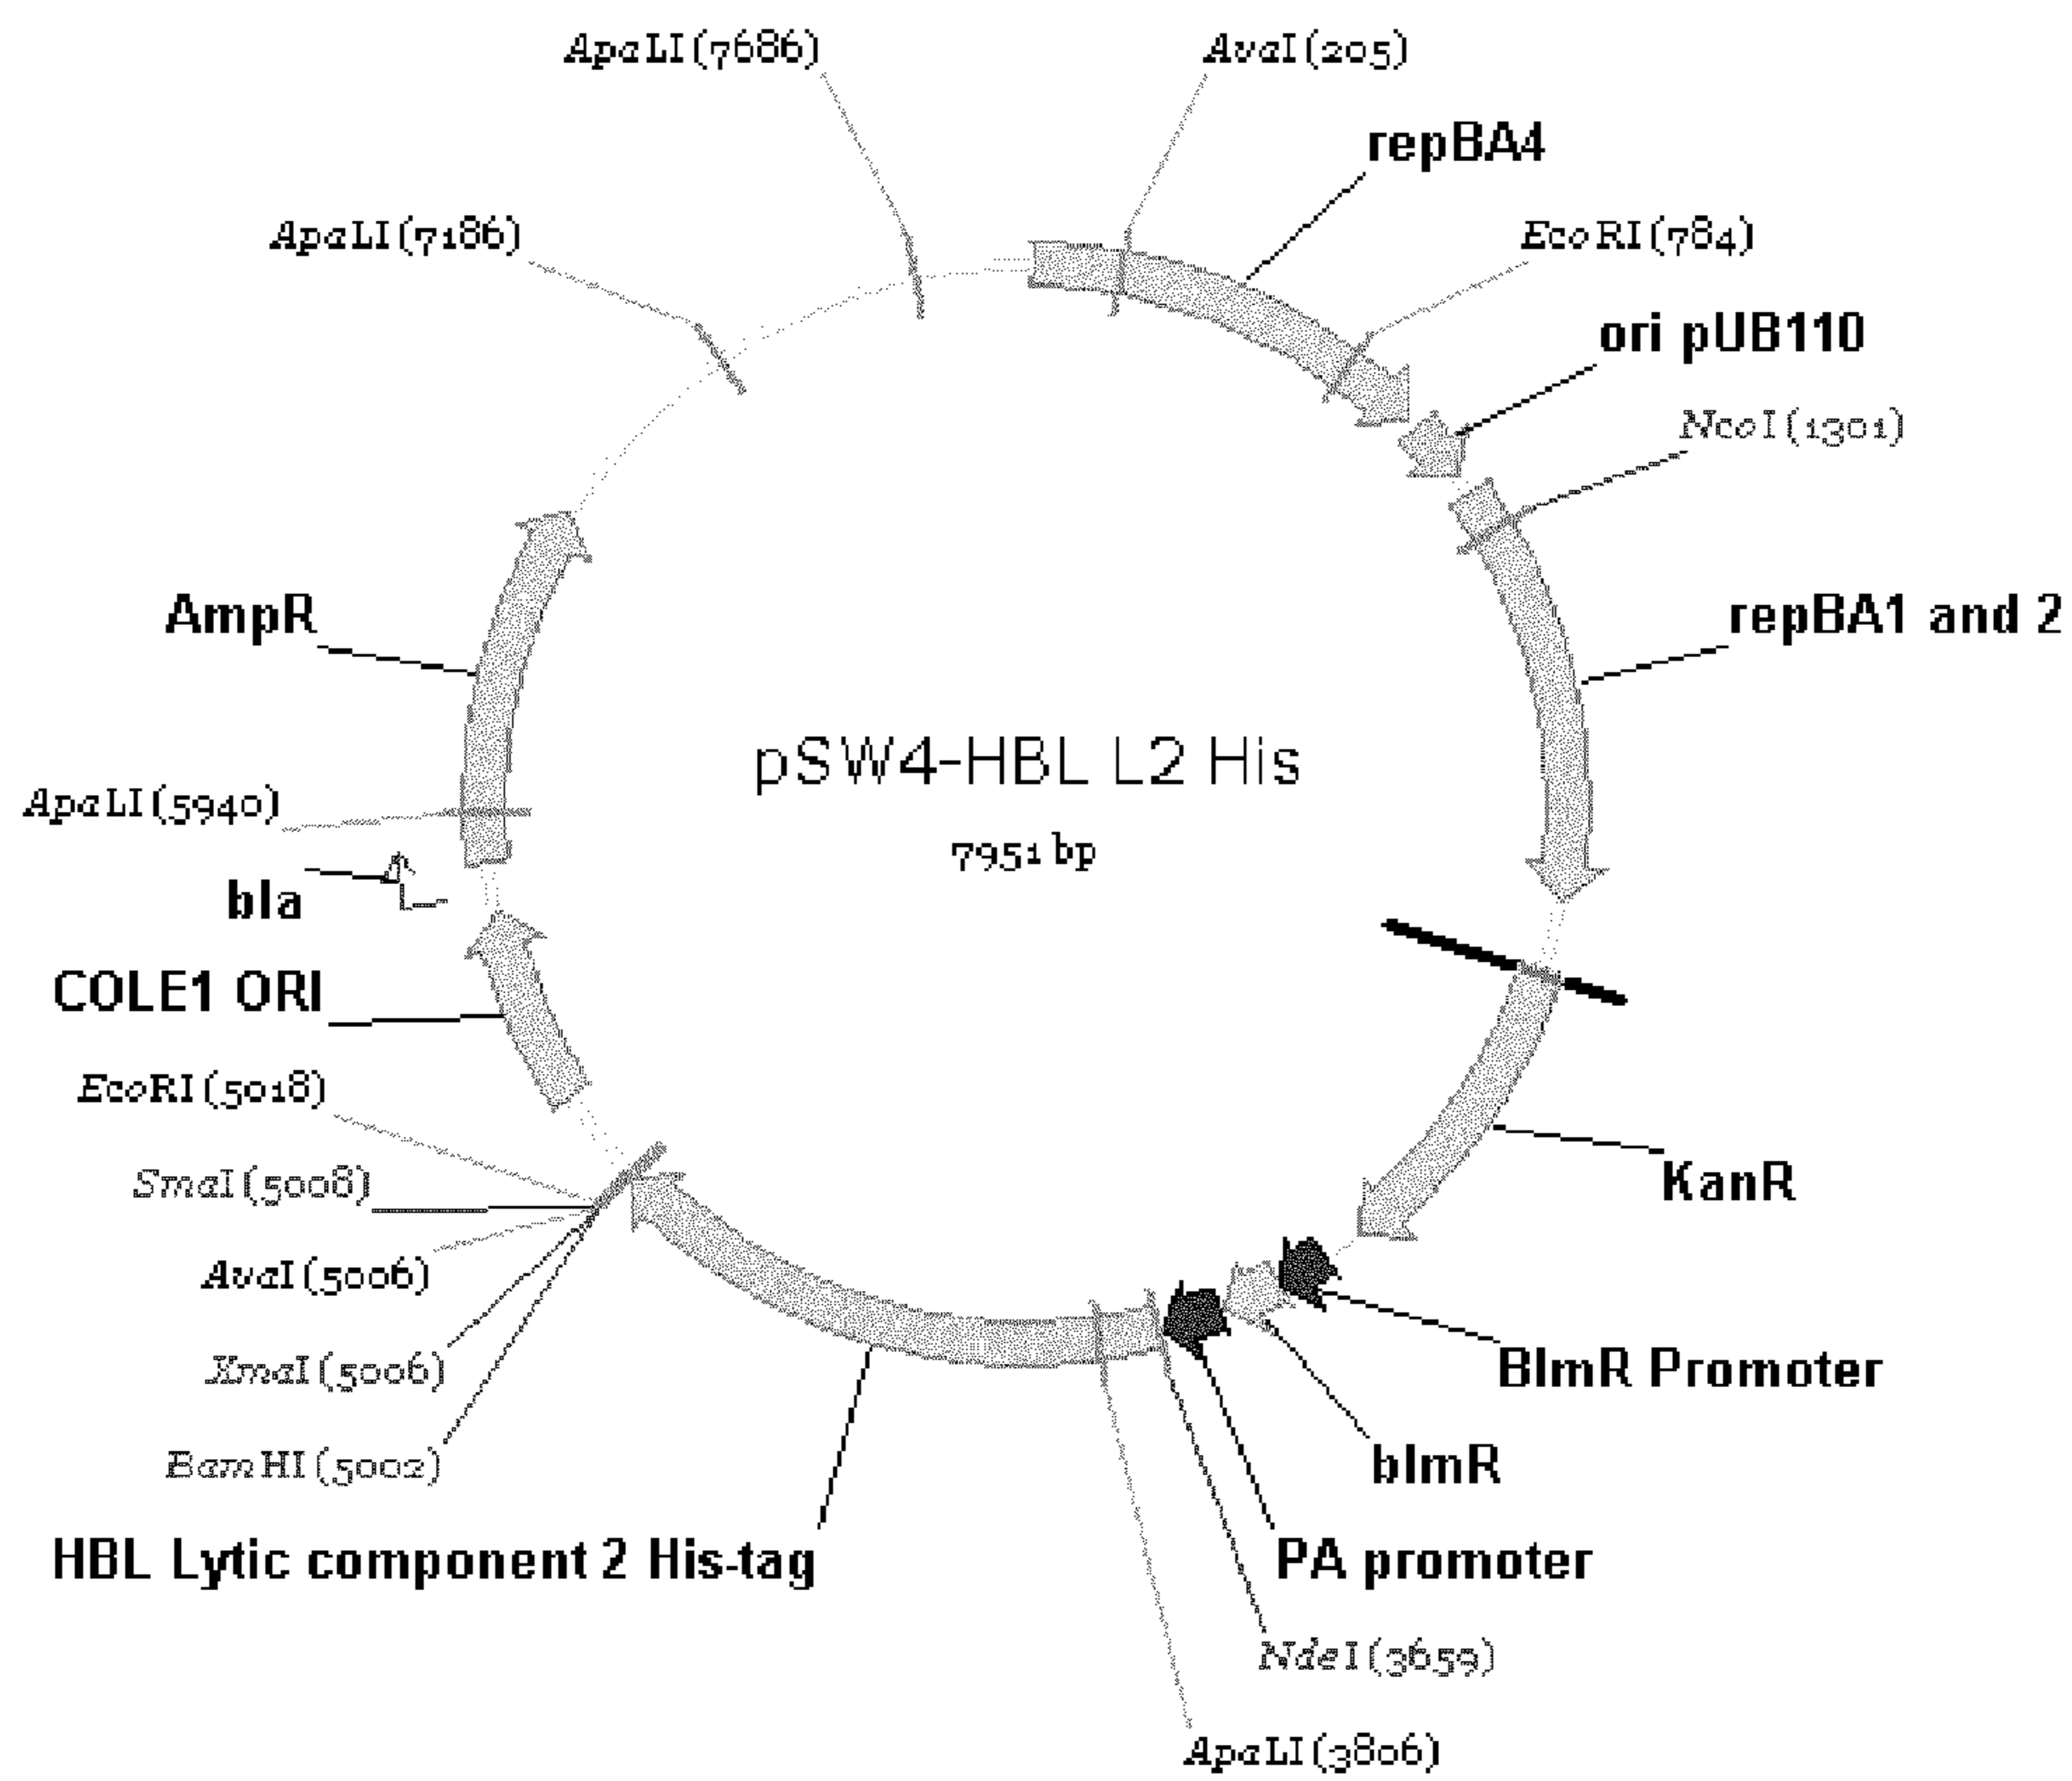 ApaLI(7686)
AvaI(205)
repBA4
ApaLI(7186)
EcoRI(784)
ori pUB110
NcoI(1301)
AmpR
repBA1 and 2
pSW4-HBL L2 His
ApaLI(5940)
7951 bp
bla
COLE1 ORI
EcoRI(5018)
SmaI(5008)
KanR
AvaI(5006)
XmaI(5006)
BlmR Promoter
BamHI(5002)
blmR
HBL Lytic component 2 His-tag
PA promoter
NdeI(3659)
ApaLI(3806)